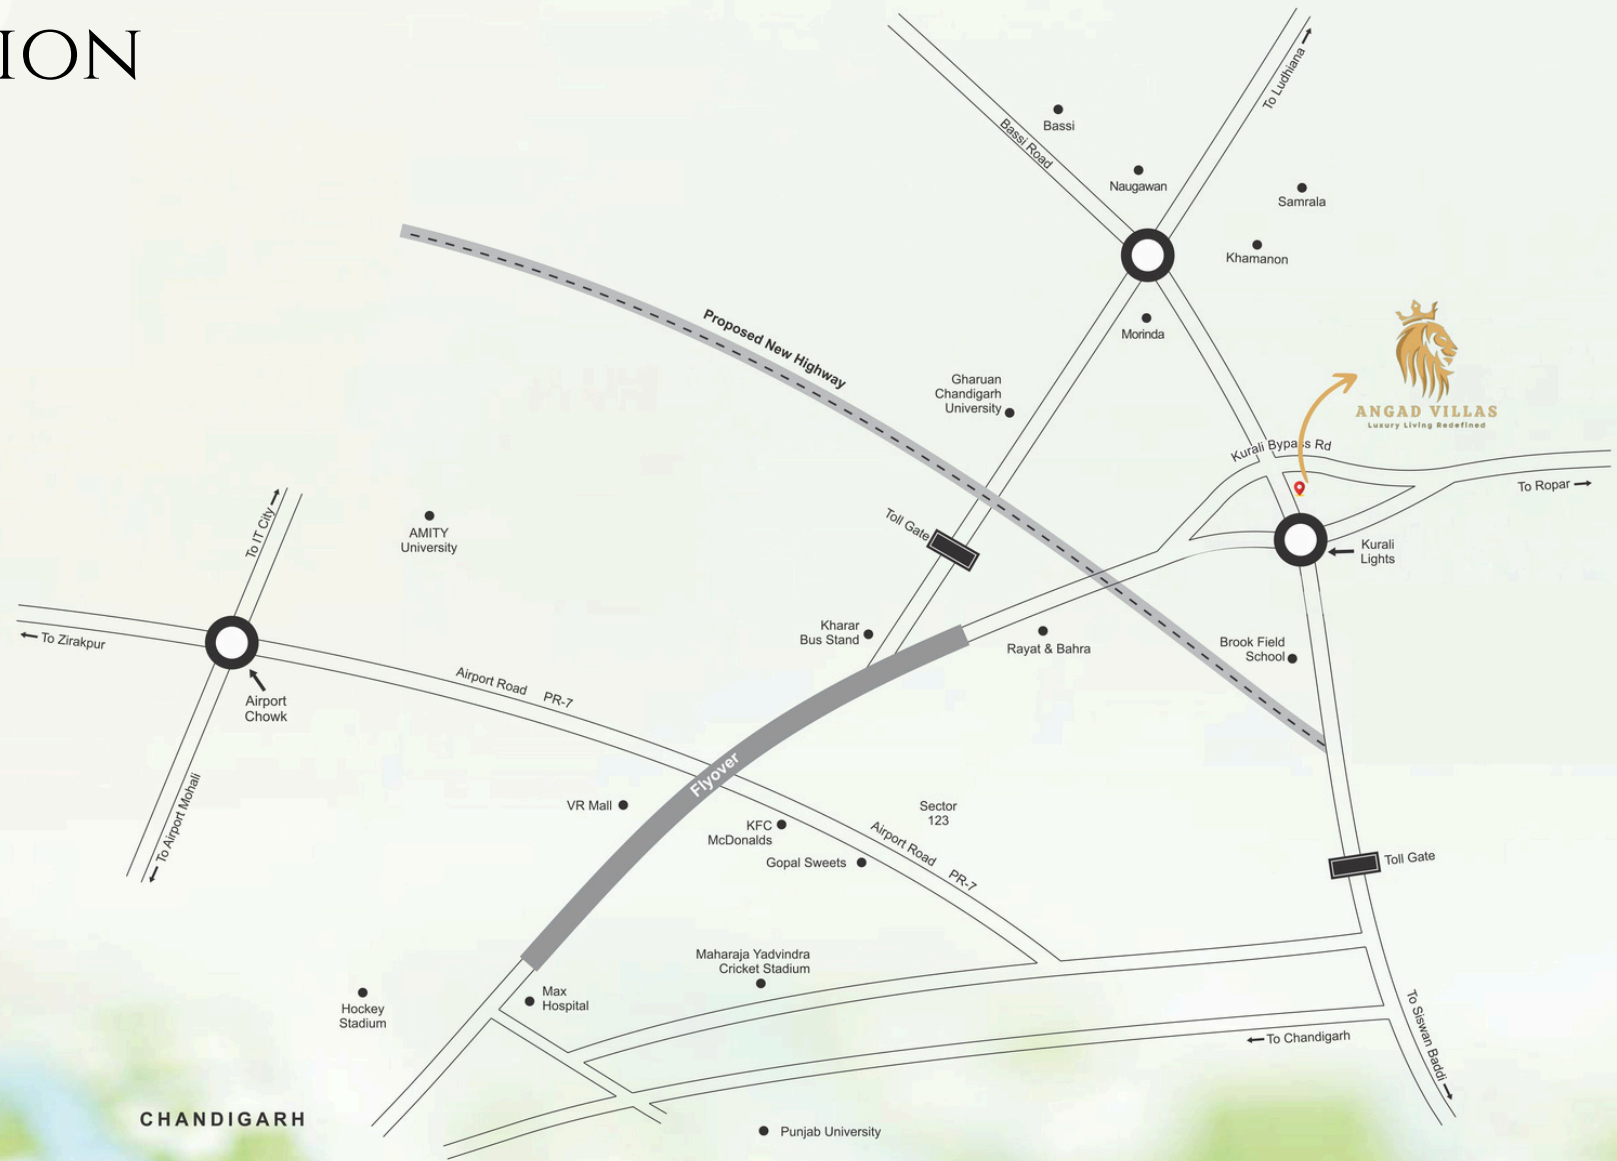 ION
To Ludhiana
Bassi
Bassi Road
Naugawan
Samrala
Khamanon
Morinda
Proposed New Highway
Gharuan
Chandigarh
University
ANGAD VILLAS
Luxury Living Redefined
Kurali Bypass Rd
To Ropar
Toll Gate
Kurali
Lights
To IT City
AMITY
University
Kharar
Bus Stand
Rayat & Bahra
Brook Field
School
To Zirakpur
Airport Road PR-7
Airport
Chowk
Flyover
To Airport Mohali
VR Mall
KFC
McDonalds
Gopal Sweets
Sector
123
Airport Road PR-7
Toll Gate
Maharaja Yadvindra
Cricket Stadium
Max
Hospital
Hockey
Stadium
To Chandigarh
To Siswan Baddi
CHANDIGARH
Punjab University